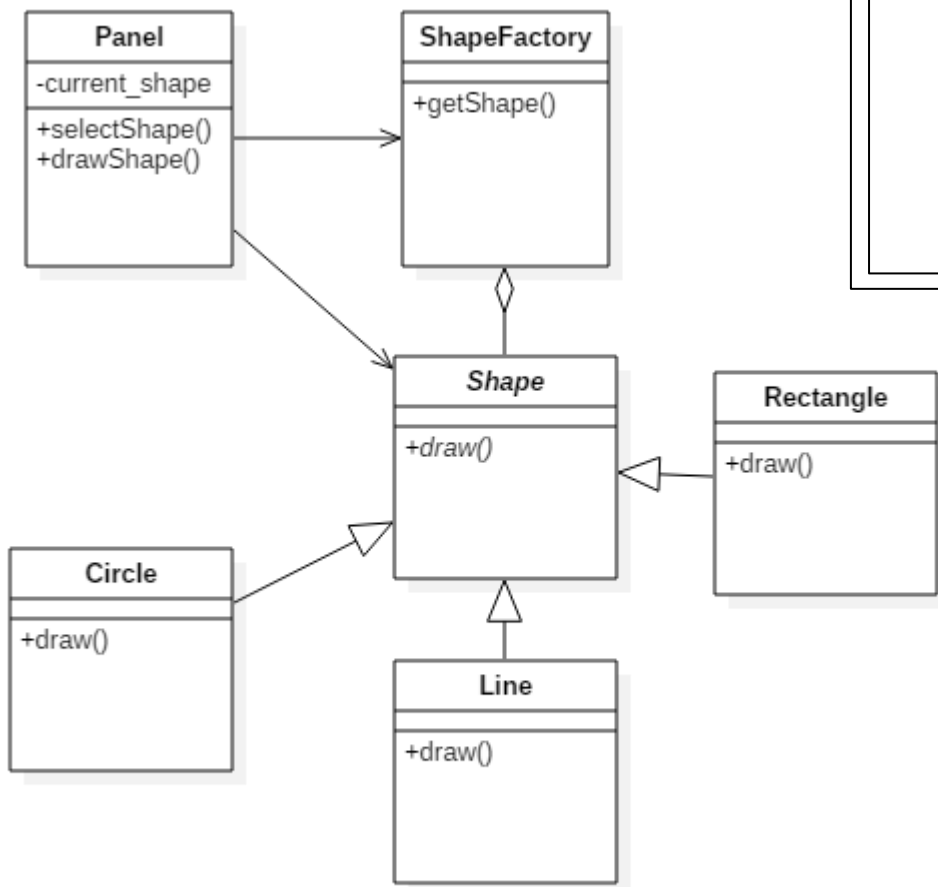 Panel
-current_shape
+selectShape()
+drawShape()
ShapeFactory
+getShape()
Shape
+draw()
Rectangle
+draw()
Circle
+draw()
Line
+draw()